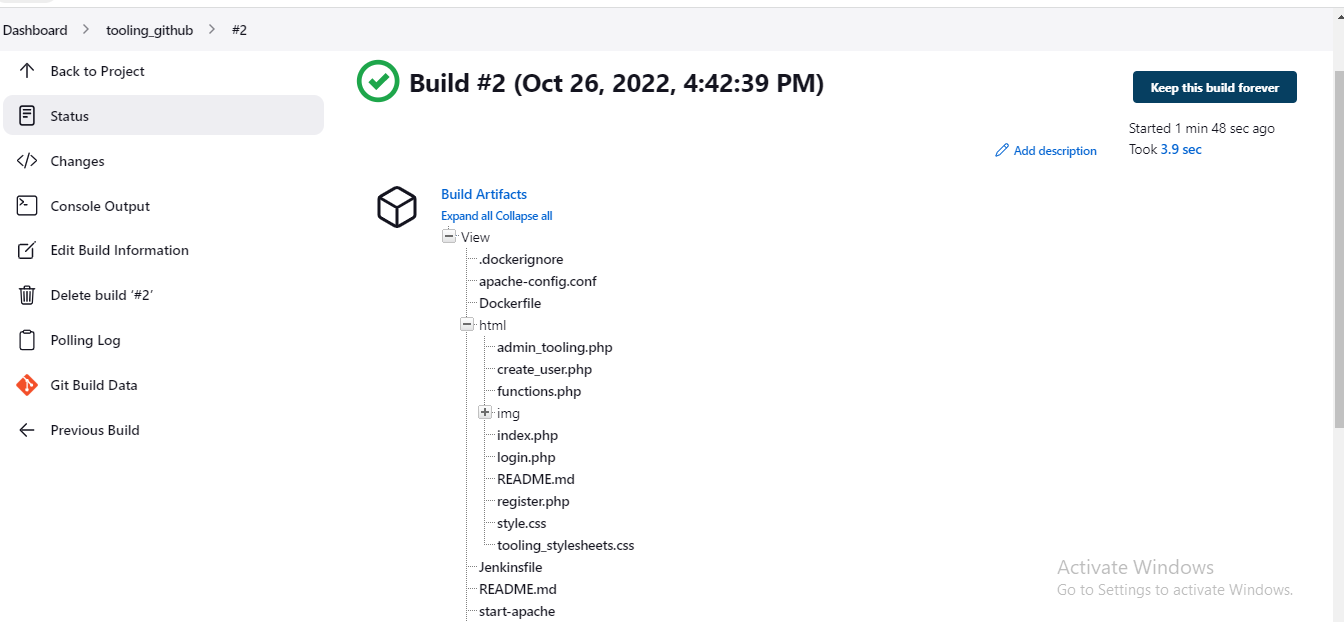 Dashboard > tooling_github > #2
Back to Project
Status
Changes
Console Output
Edit Build Information
Delete build ‘#2’
Polling Log
Git Build Data
Previous Build
Build #2 (Oct 26, 2022, 4:42:39 PM)
Keep this build forever
Started 1 min 48 sec ago
Took 3.9 sec
Add description
Build Artifacts
Expand all Collapse all
View
.dockerignore
apache-config.conf
Dockerfile
html
admin_tooling.php
create_user.php
functions.php
img
index.php
login.php
README.md
register.php
style.css
tooling_stylesheets.css
Jenkinsfile
README.md
start-apache
Activate Windows
Go to Settings to activate Windows.